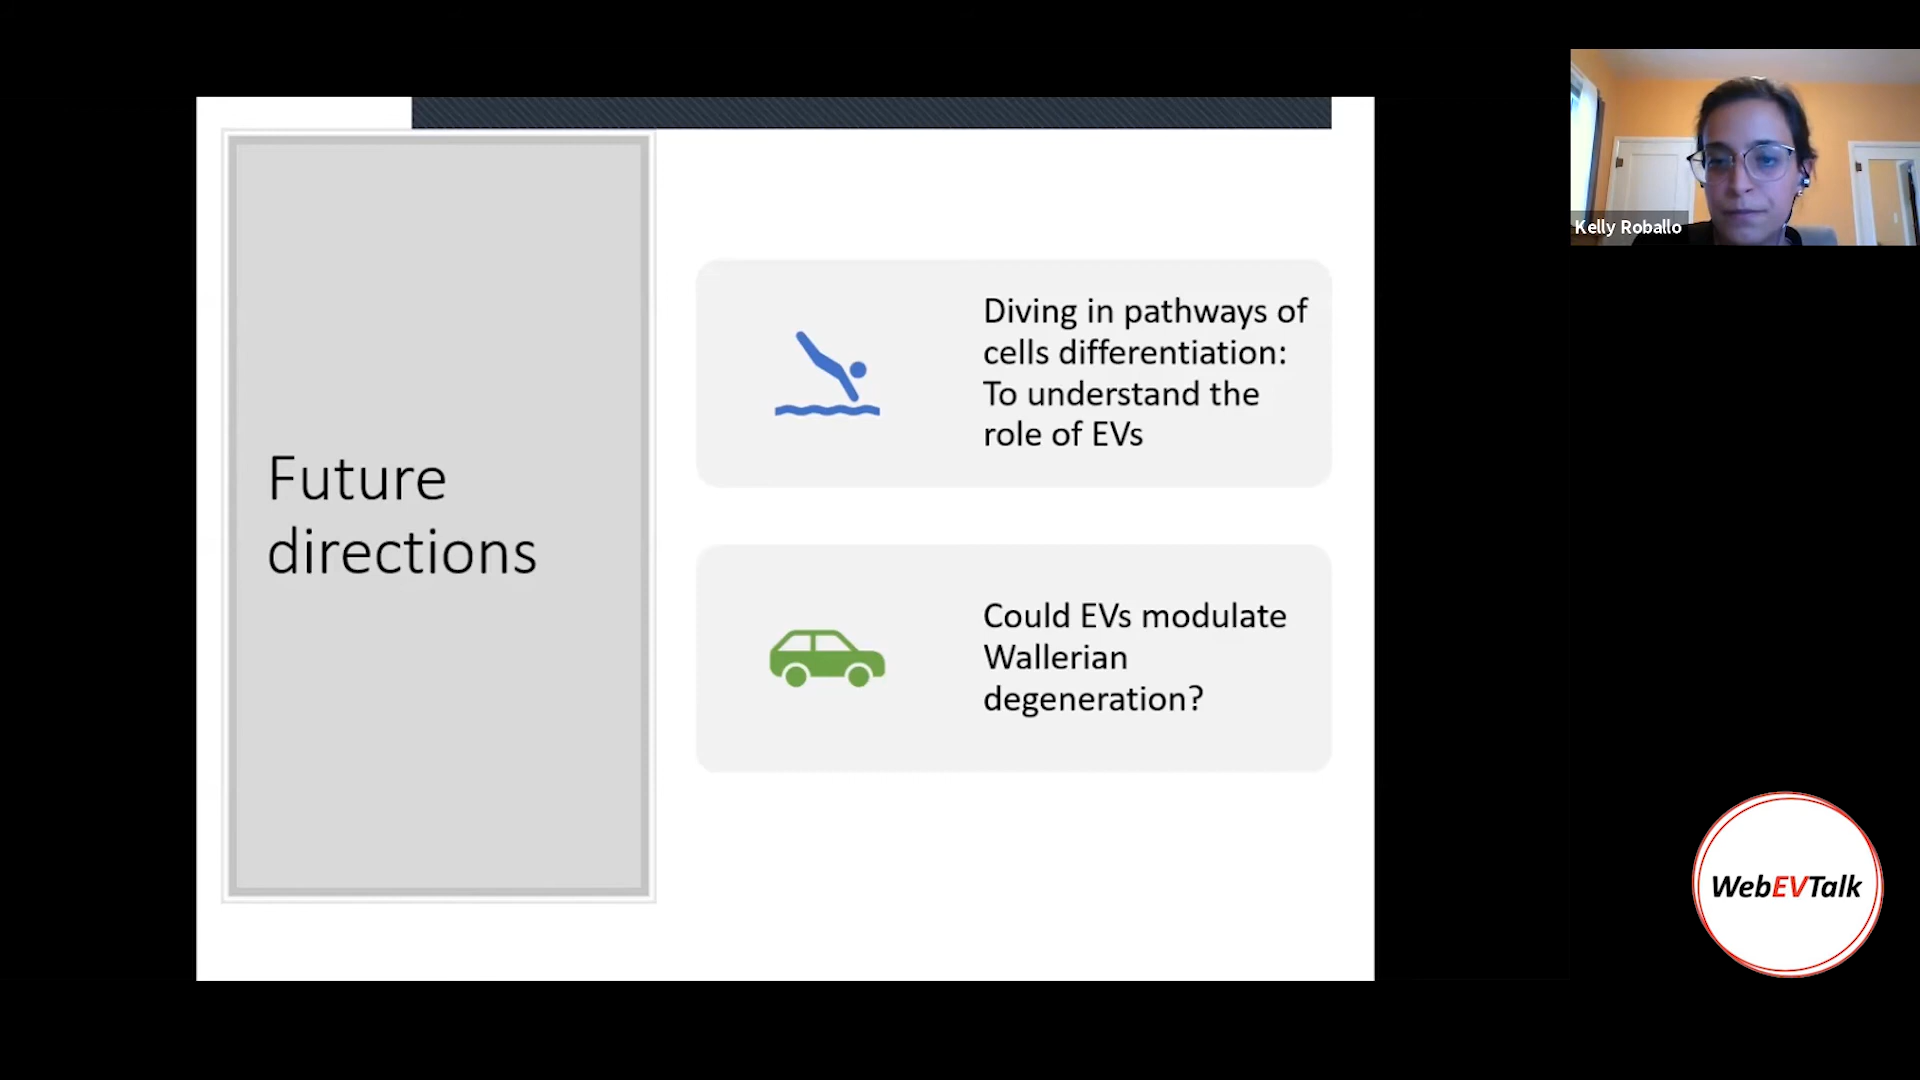 Future
directions
Diving in pathways of
cells differentiation:
To understand the
role of EVs
Could EVs modulate
Wallerian
degeneration?
Kelly Roballo
WebEVTalk